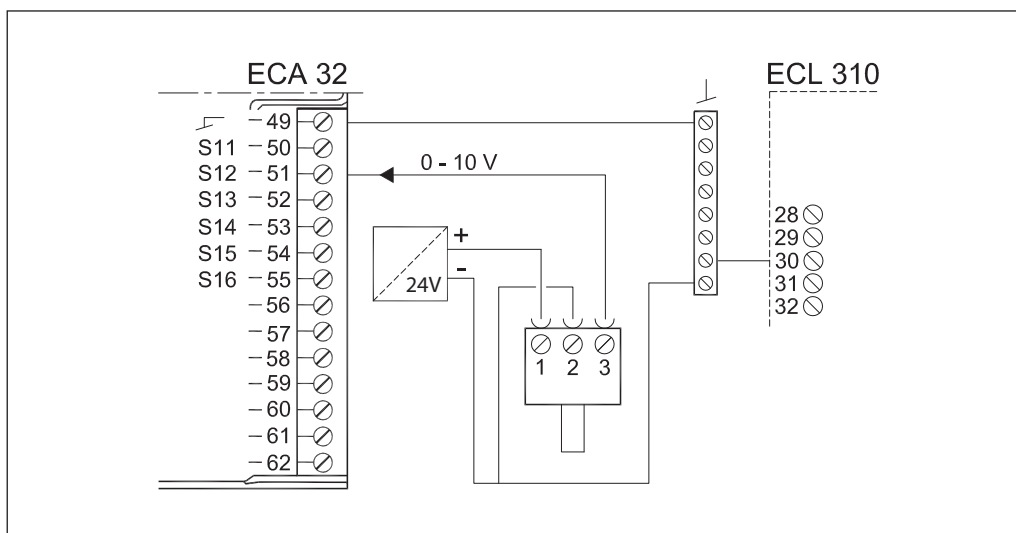 ECA 32
ECL 310
49
S11 - 50
S12 - 51
S13 - 52
S14 - 53
S15 - 54
S16 - 55
56
57
58
59
60
61
62
0 - 10 V
+
-
24V
1 2 3
28
29
30
31
32